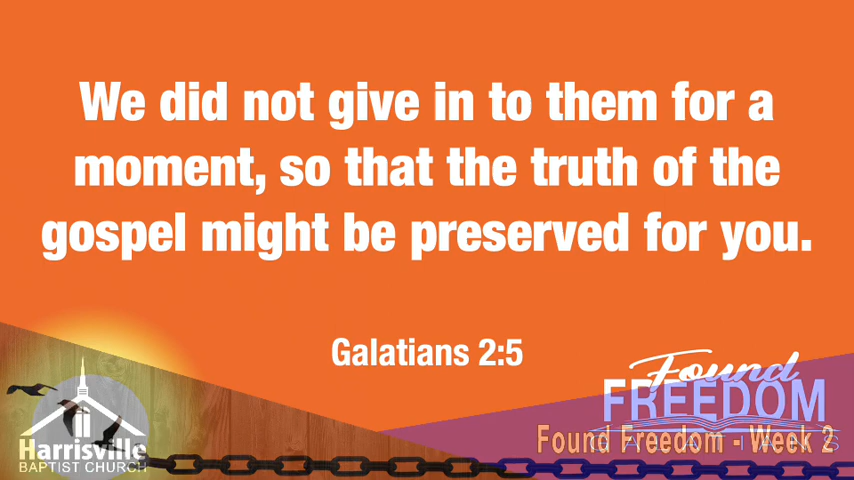 We did not give in to them for a
moment, so that the truth of the
gospel might be preserved for you.
Galatians 2:5
Found
FREEDOM
GALATIANS
Found Freedom - Week 2
Harrisville
BAPTIST CHURCH